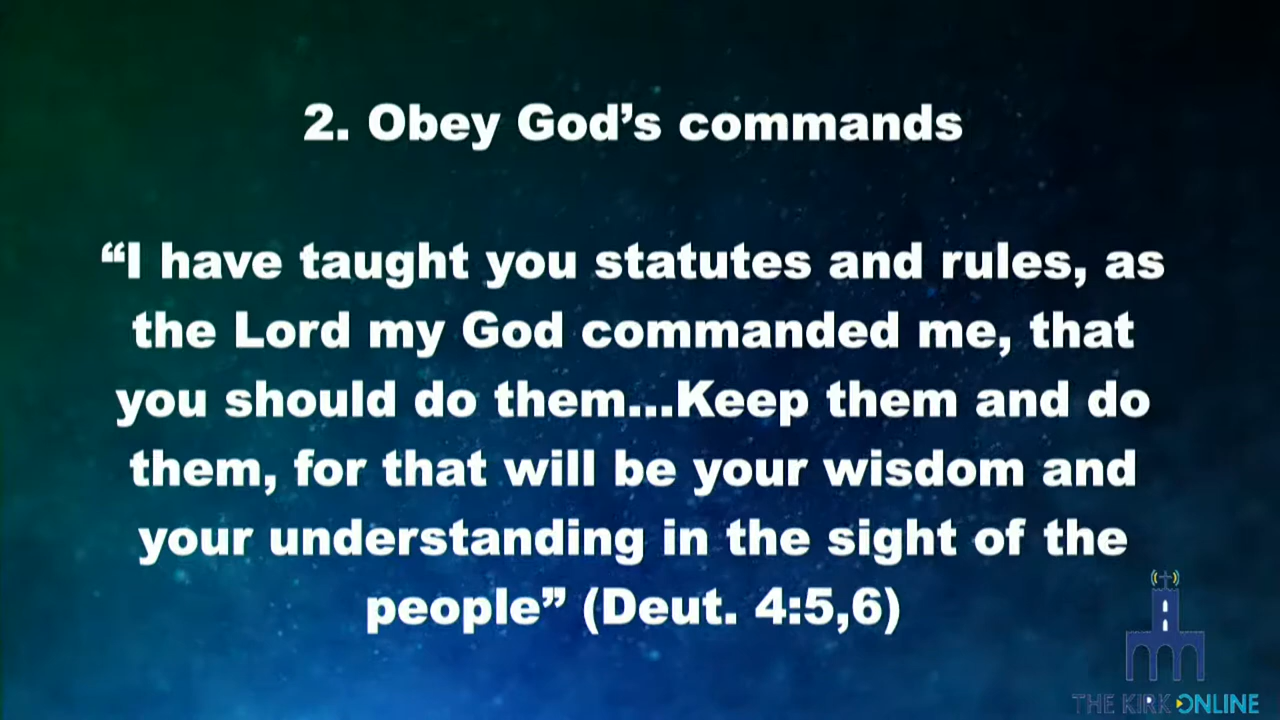 2. Obey God’s commands
“I have taught you statutes and rules, as
the Lord my God commanded me, that
you should do them...Keep them and do
them, for that will be your wisdom and
your understanding in the sight of the
people” (Deut. 4:5,6)
THE KIRK ONLINE